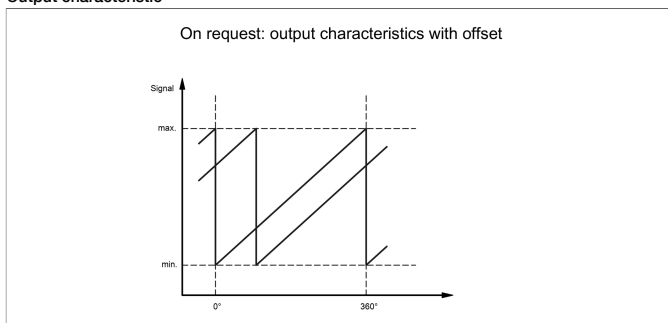 Output characteristic
On request: output characteristics with offset
Signal
max.
min.
0°
360°